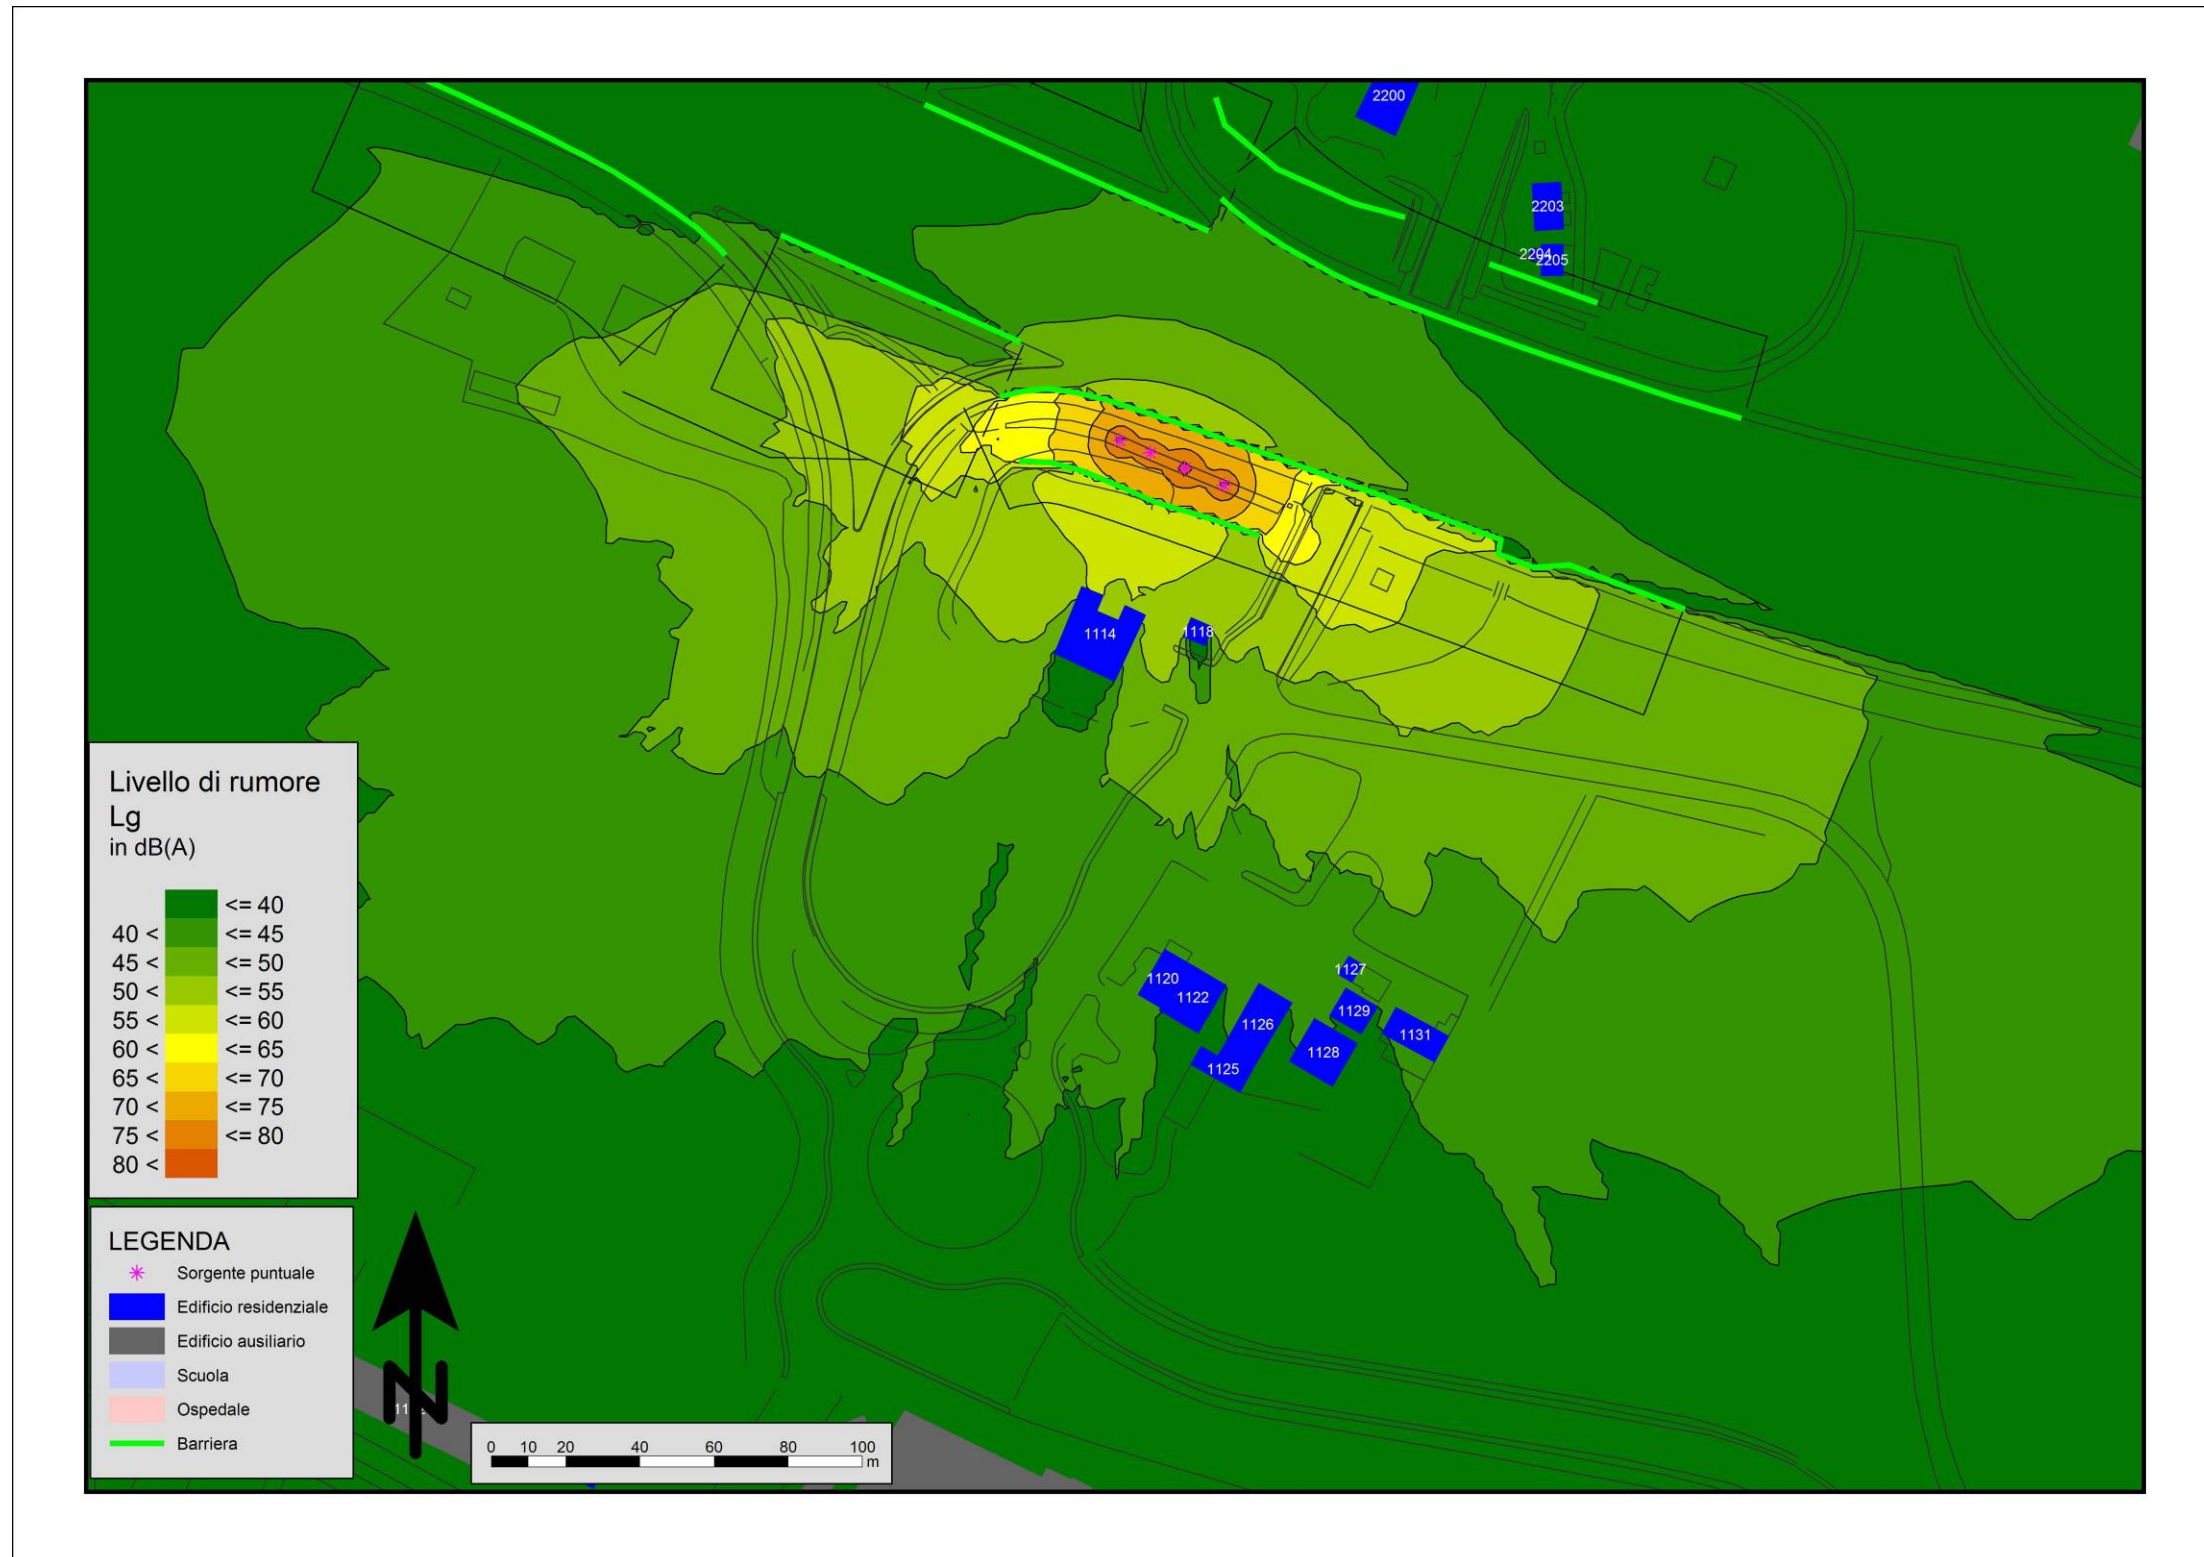 2200
2203
2204
2205
1114
1118
Livello di rumore
Lg
in dB(A)
<= 40
40 < <= 45
45 < <= 50
50 < <= 55
55 < <= 60
60 < <= 65
65 < <= 70
70 < <= 75
75 < <= 80
80 <
1120
1122
1127
1129
1126
1131
1128
1125
LEGENDA
Sorgente puntuale
Edificio residenziale
Edificio ausiliario
Scuola
Ospedale
Barriera
N
0 10 20 40 60 80 100
m